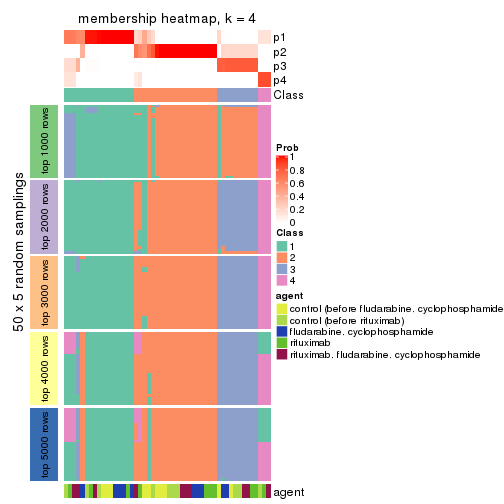 membership heatmap, k = 4
p1
p2
p3
p4
Class
50 x 5 random samplings
top 1000 rows
top 2000 rows
top 3000 rows
top 4000 rows
top 5000 rows
Prob
1
0.8
0.6
0.4
0.2
0
Class
1
2
3
4
agent
control (before fludarabine. cyclophosphamide
control (before rituximab)
fludarabine. cyclophosphamide
rituximab
rituximab. fludarabine. cyclophosphamide
agent